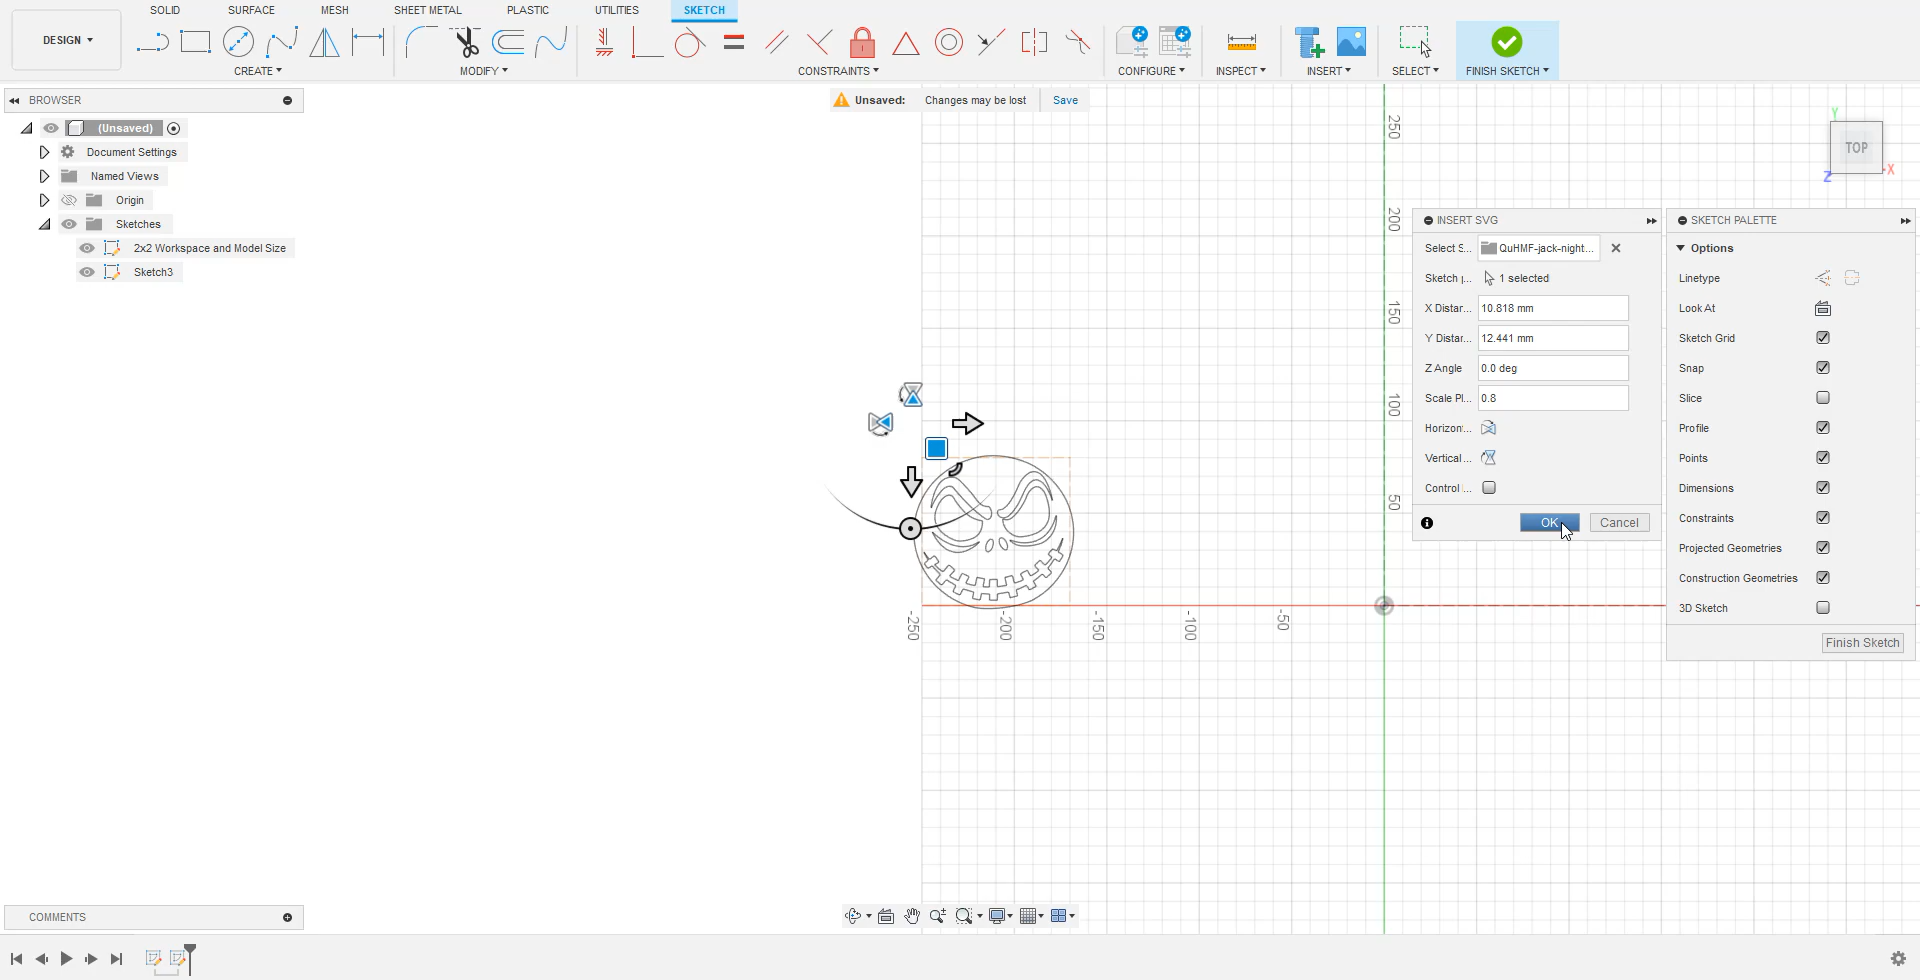 SOLID SURFACE MESH SHEET METAL PLASTIC UTILITIES SKETCH
DESIGN
CREATE MODIFY CONSTRAINTS CONFIGURE INSPECT INSERT SELECT FINISH SKETCH
BROWSER
Unsaved: Changes may be lost Save
(Unsaved)
Document Settings
Named Views
Origin
Sketches
2x2 Workspace and Model Size
Sketch3
250
200
150
100
50
-250
-200
-150
-100
-50
Y
TOP
X
Z
INSERT SVG
Select S... QuHMF-jack-night...
Sketch p... 1 selected
X Distan... 10.818 mm
Y Distan... 12.441 mm
Z Angle 0.0 deg
Scale Pl... 0.8
Horizon...
Vertical ...
Control ...
OK Cancel
SKETCH PALETTE
Options
Linetype
Look At
Sketch Grid
Snap
Slice
Profile
Points
Dimensions
Constraints
Projected Geometries
Construction Geometries
3D Sketch
Finish Sketch
COMMENTS